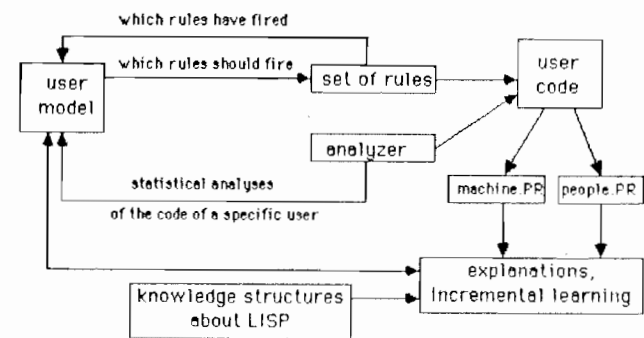 which rules have fired
user
model
which rules should fire
set of rules
user
code
analyzer
statistical analyses
of the code of a specific user
machine.PR
people.PR
explanations,
incremental learning
knowledge structures
about LISP